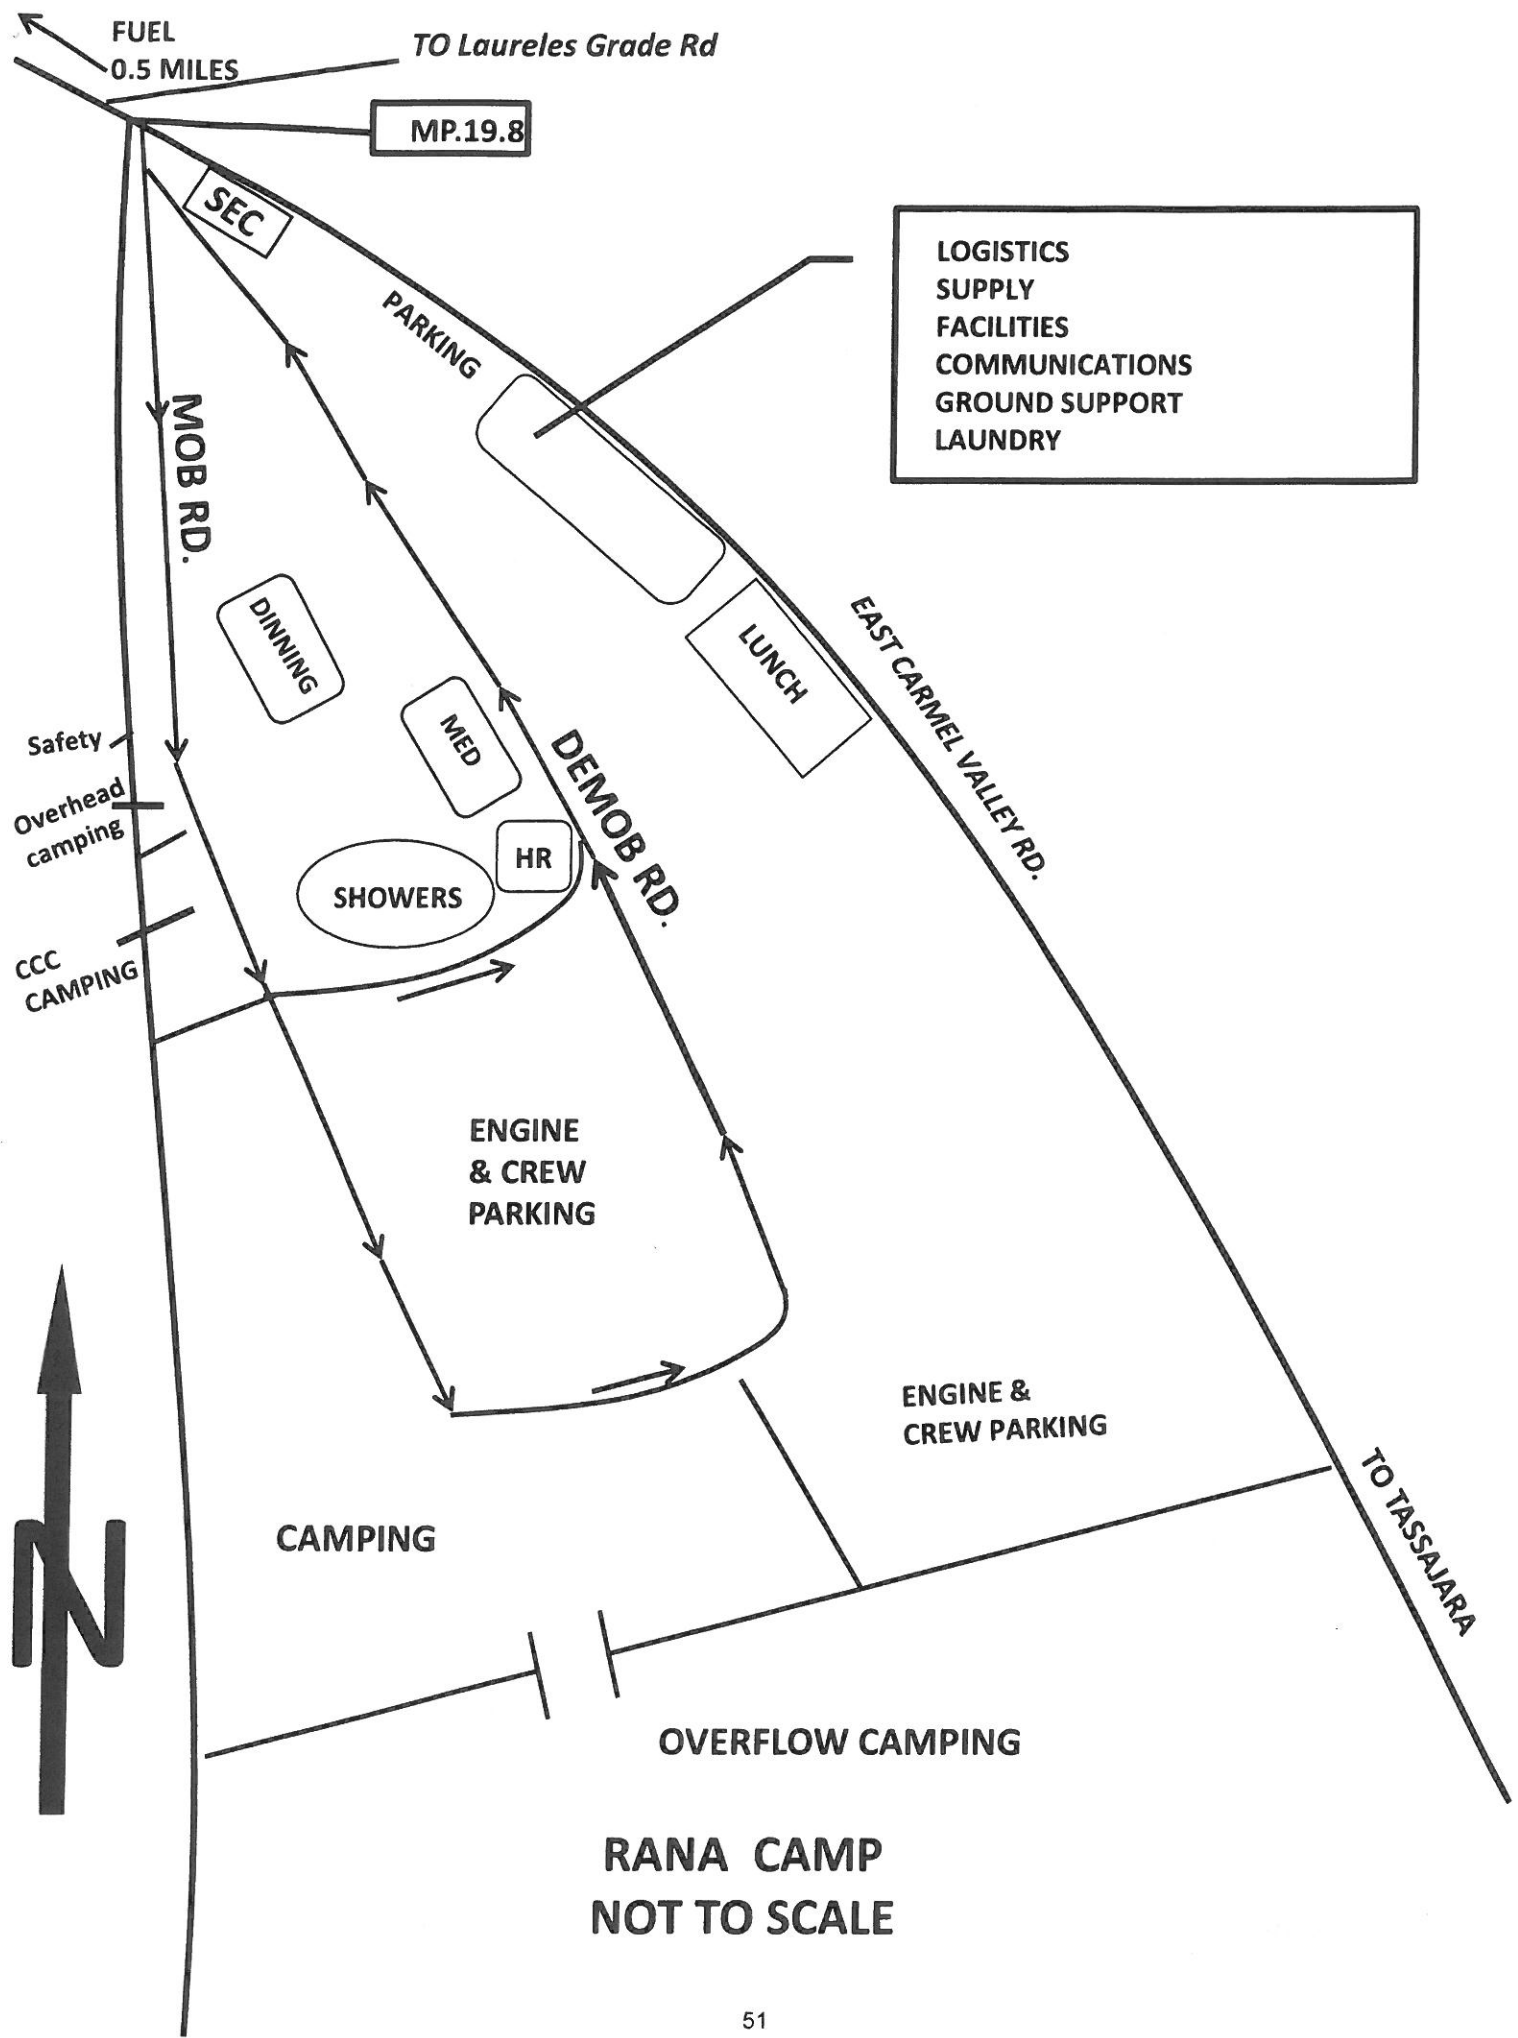 FUEL
0.5 MILES
TO Laureles Grade Rd
MP.19.8
SEC
PARKING
LOGISTICS
SUPPLY
FACILITIES
COMMUNICATIONS
GROUND SUPPORT
LAUNDRY
MOB RD.
DINNING
MED
LUNCH
EAST CARMEL VALLEY RD.
DEMOB RD.
HR
SHOWERS
Safety
Overhead
camping
CCC
CAMPING
ENGINE
& CREW
PARKING
ENGINE &
CREW PARKING
TO TASSAJARA
CAMPING
N
OVERFLOW CAMPING
RANA CAMP
NOT TO SCALE
51